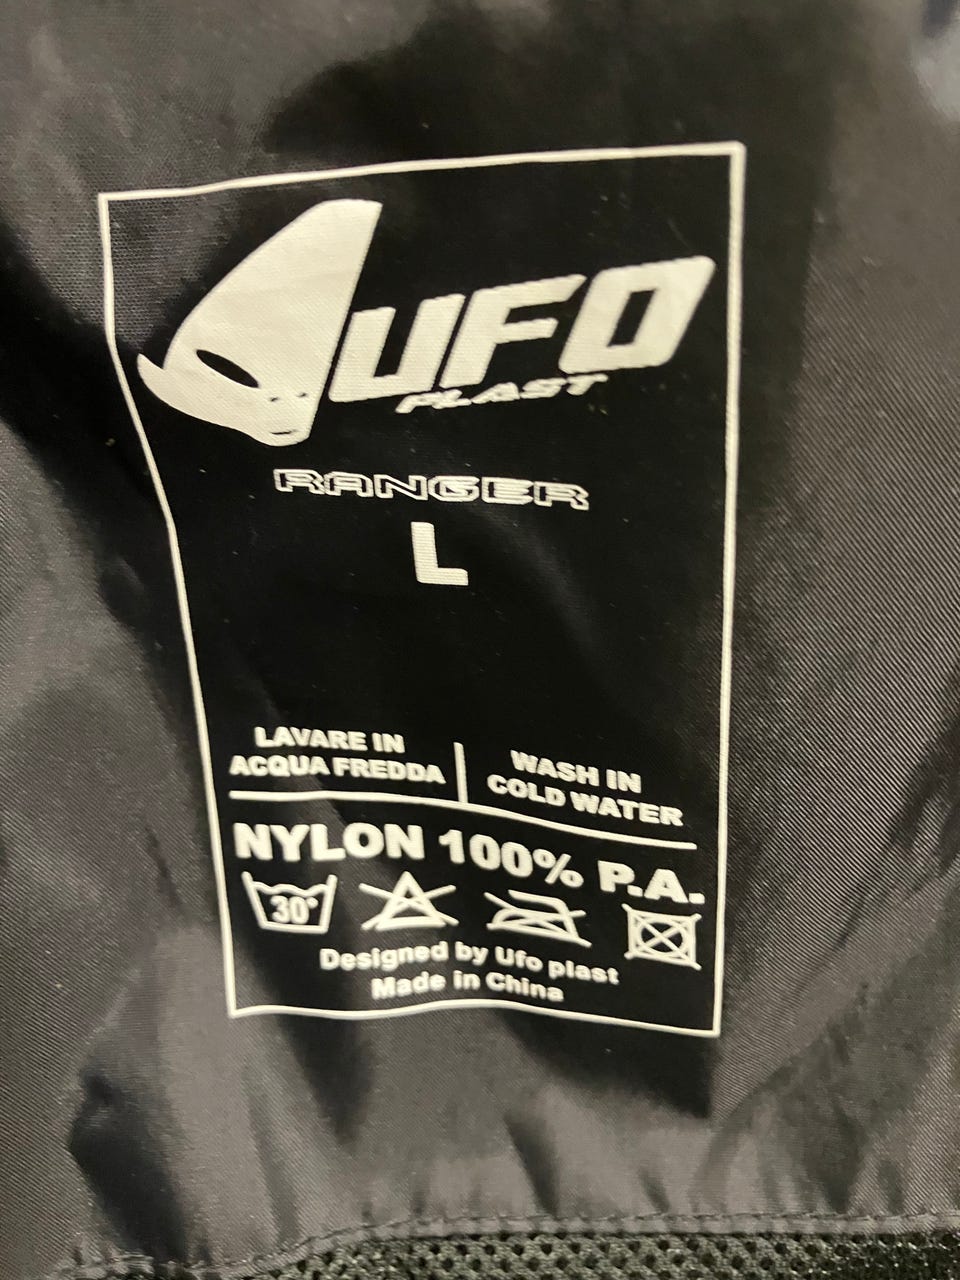 UFO
PLAST
RANGER
L
LAVARE IN
ACQUA FREDDA
WASH IN
COLD WATER
NYLON 100% P.A.
30°
Designed by Ufo plast
Made in China